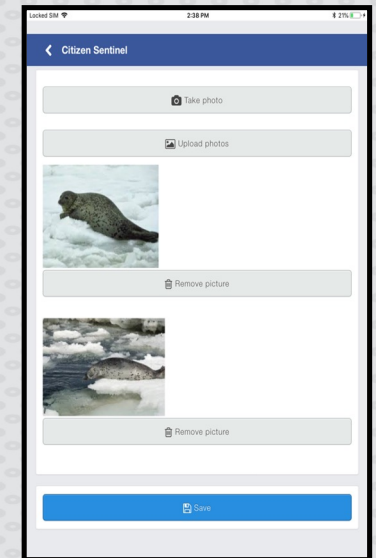 Locked SIM 2:38 PM 21%
Citizen Sentinel
Take photo
Upload photos
Remove picture
Remove picture
Save